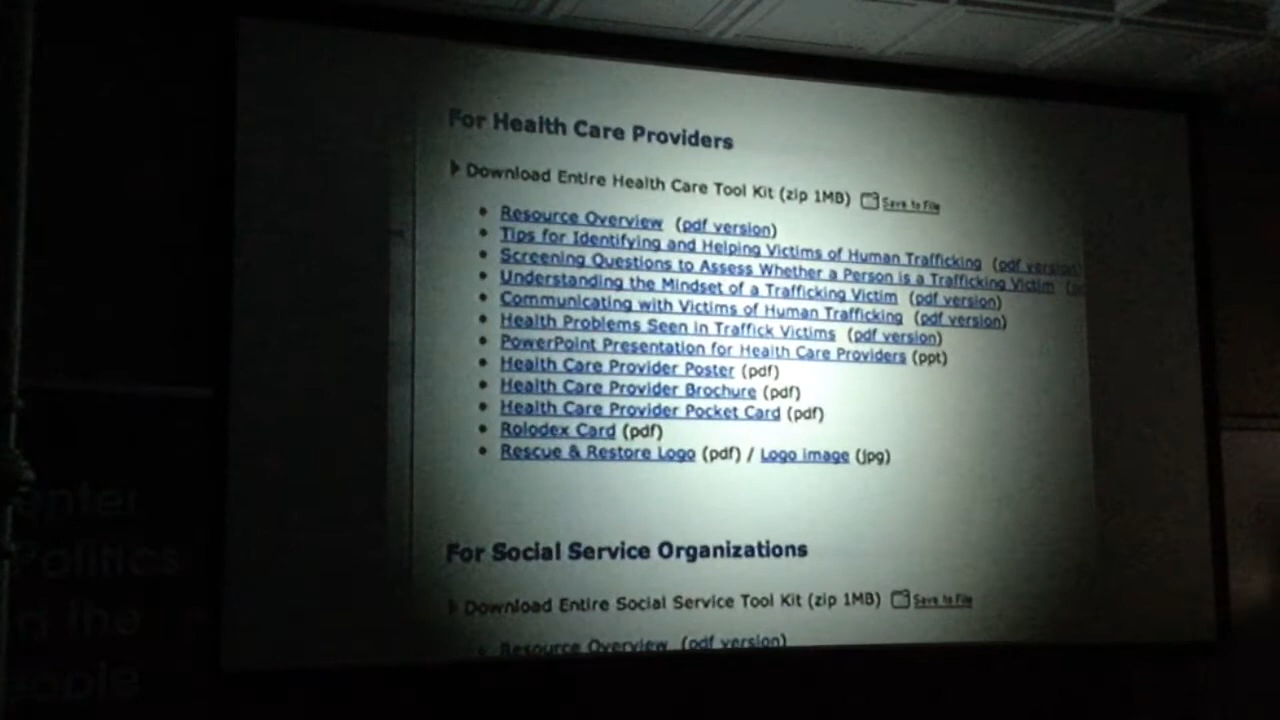 For Health Care Providers
Download Entire Health Care Tool Kit (zip 1MB) Save to File
Resource Overview (pdf version)
Tips for Identifying and Helping Victims of Human Trafficking (pdf version)
Screening Questions to Assess Whether a Person is a Trafficking Victim
Understanding the Mindset of a Trafficking Victim (pdf version)
Communicating with Victims of Human Trafficking (pdf version)
Health Problems Seen in Traffick Victims (pdf version)
PowerPoint Presentation for Health Care Providers (ppt)
Health Care Provider Poster (pdf)
Health Care Provider Brochure (pdf)
Health Care Provider Pocket Card (pdf)
Rolodex Card (pdf)
Rescue & Restore Logo (pdf) / Logo image (jpg)
For Social Service Organizations
Download Entire Social Service Tool Kit (zip 1MB) Save to File
Resource Overview (pdf version)
Politics
the